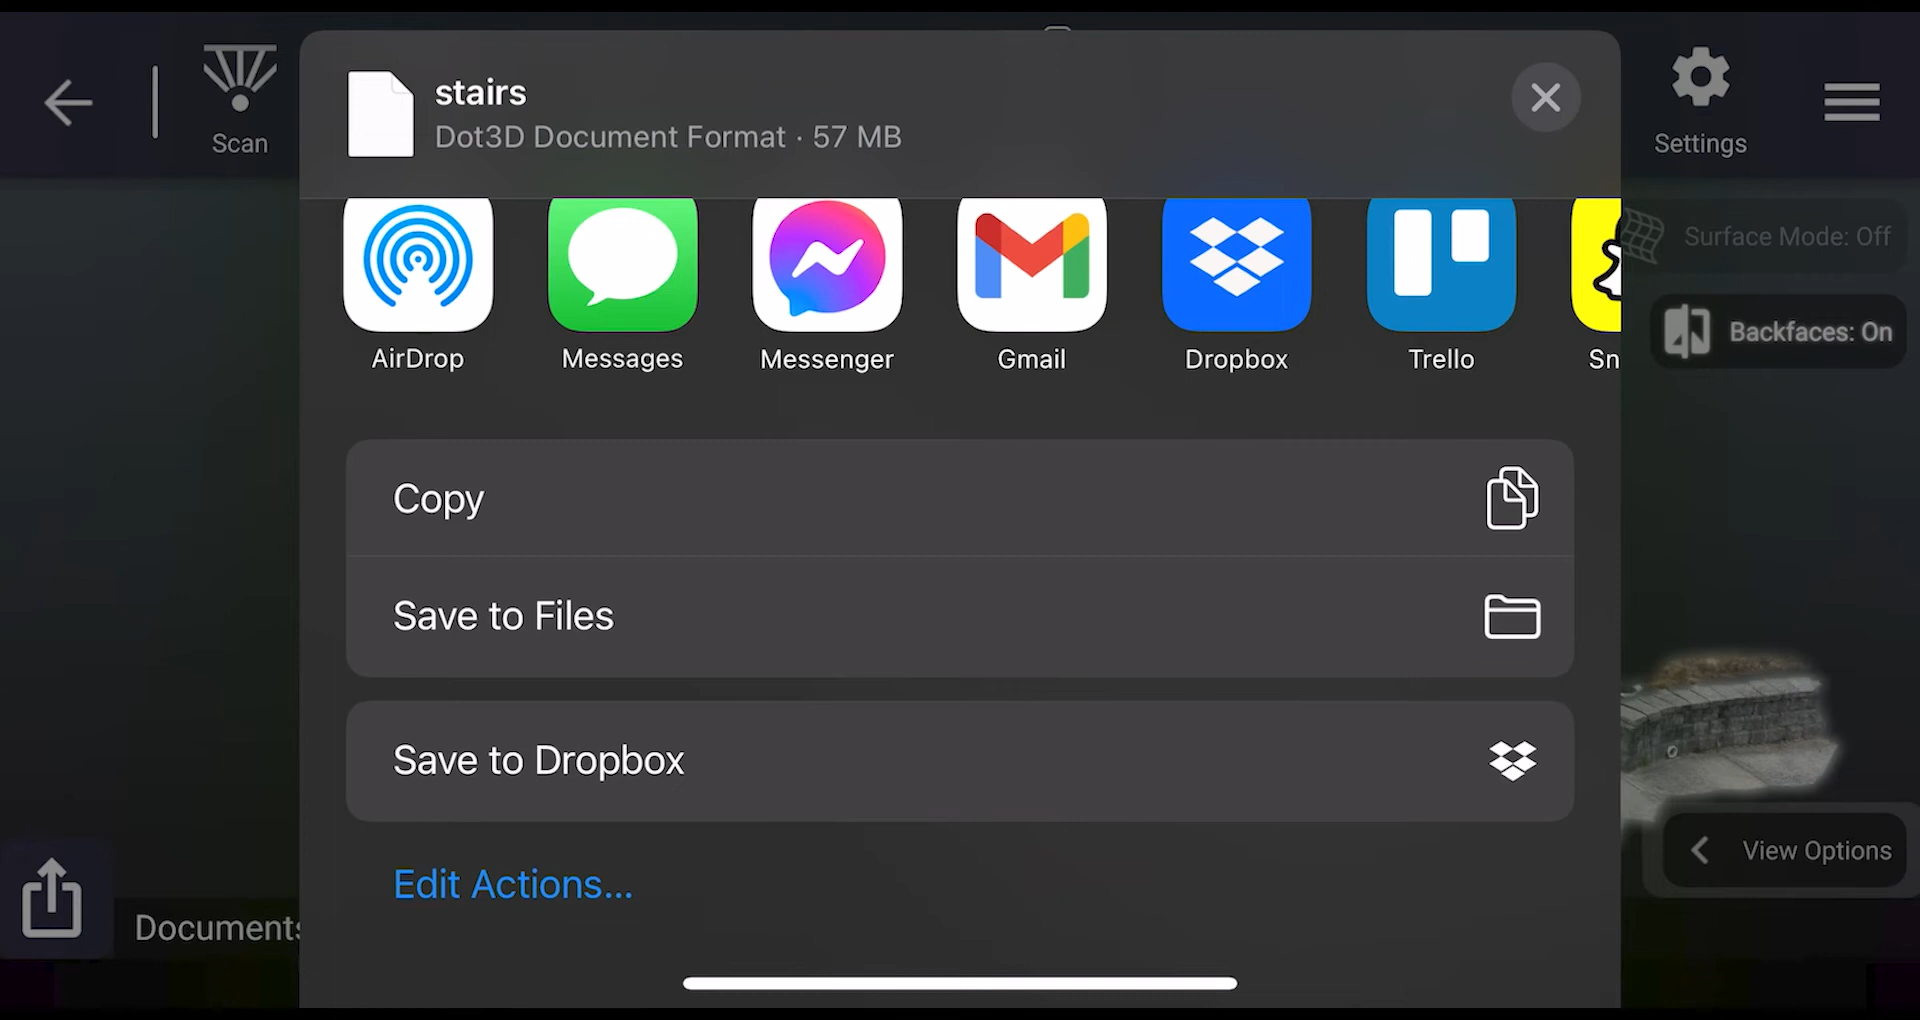 Scan
stairs
Dot3D Document Format · 57 MB
Settings
Surface Mode: Off
Backfaces: On
AirDrop
Messages
Messenger
Gmail
Dropbox
Trello
Sn
Copy
Save to Files
Save to Dropbox
Edit Actions...
View Options
Documents